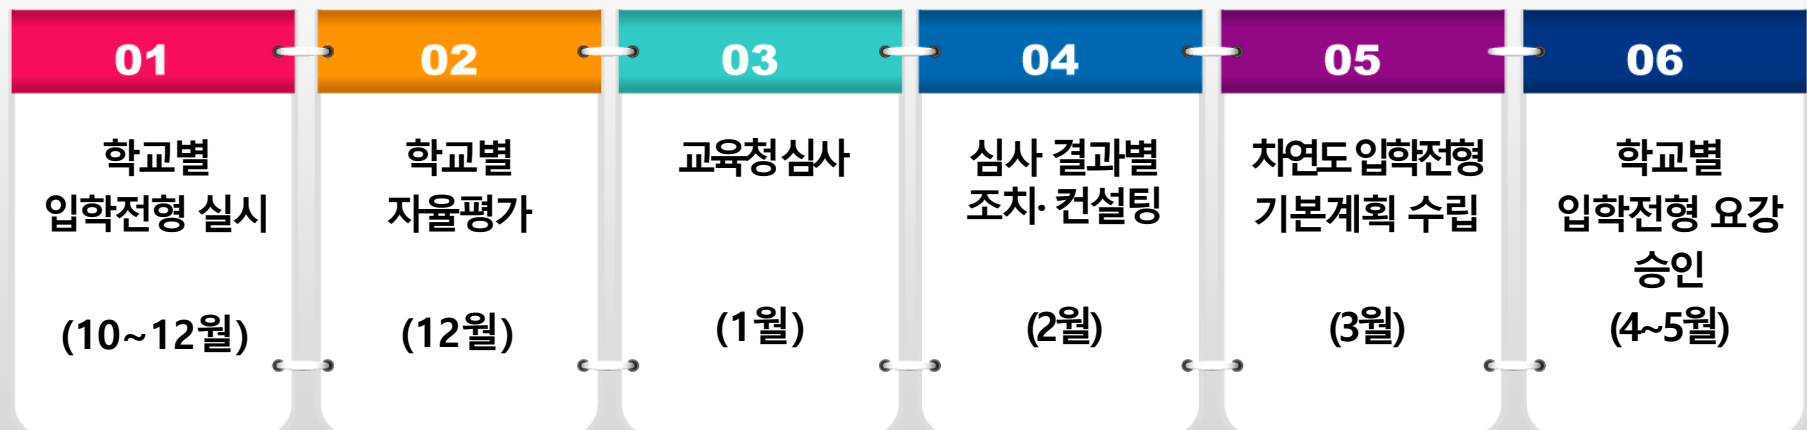 01
학교별
입학전형 실시
(10~12월)
02
학교별
자율평가
(12월)
03
교육청 심사
(1월)
04
심사 결과별
조치· 컨설팅
(2월)
05
차연도 입학전형
기본계획 수립
(3월)
06
학교별
입학전형 요강
승인
(4~5월)